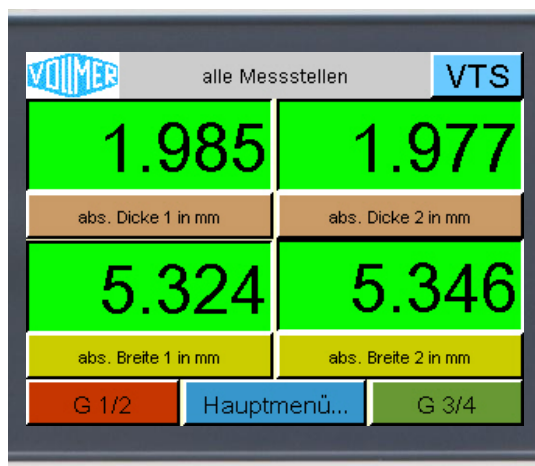 VOLLMER
alle Messstellen
VTS
1.985
1.977
abs. Dicke 1 in mm
abs. Dicke 2 in mm
5.324
5.346
abs. Breite 1 in mm
abs. Breite 2 in mm
G 1/2
Hauptmenü...
G 3/4